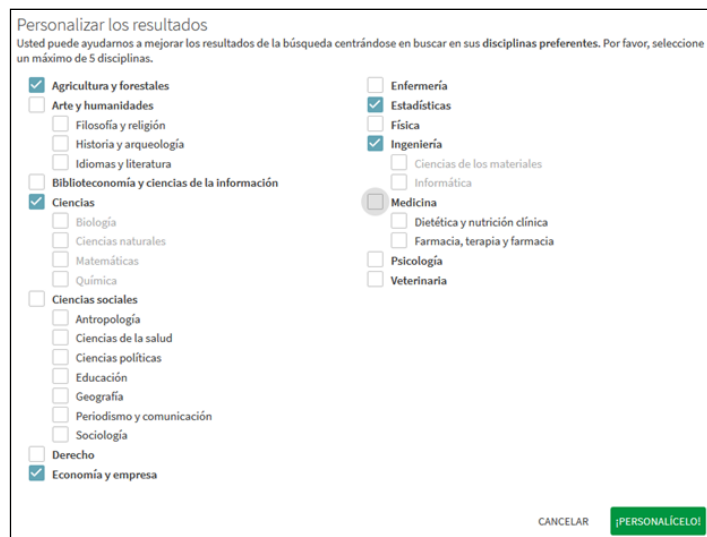 Personalizar los resultados
Usted puede ayudarnos a mejorar los resultados de la búsqueda centrándose en buscar en sus disciplinas preferentes. Por favor, seleccione
un máximo de 5 disciplinas.
Agricultura y forestales
Arte y humanidades
Filosofía y religión
Historia y arqueología
Idiomas y literatura
Biblioteconomía y ciencias de la información
Ciencias
Biología
Ciencias naturales
Matemáticas
Química
Ciencias sociales
Antropología
Ciencias de la salud
Ciencias políticas
Educación
Geografía
Periodismo y comunicación
Sociología
Derecho
Economía y empresa
Enfermería
Estadísticas
Física
Ingeniería
Ciencias de los materiales
Informática
Medicina
Dietética y nutrición clínica
Farmacia, terapia y farmacia
Psicología
Veterinaria
CANCELAR
¡PERSONALÍCELO!